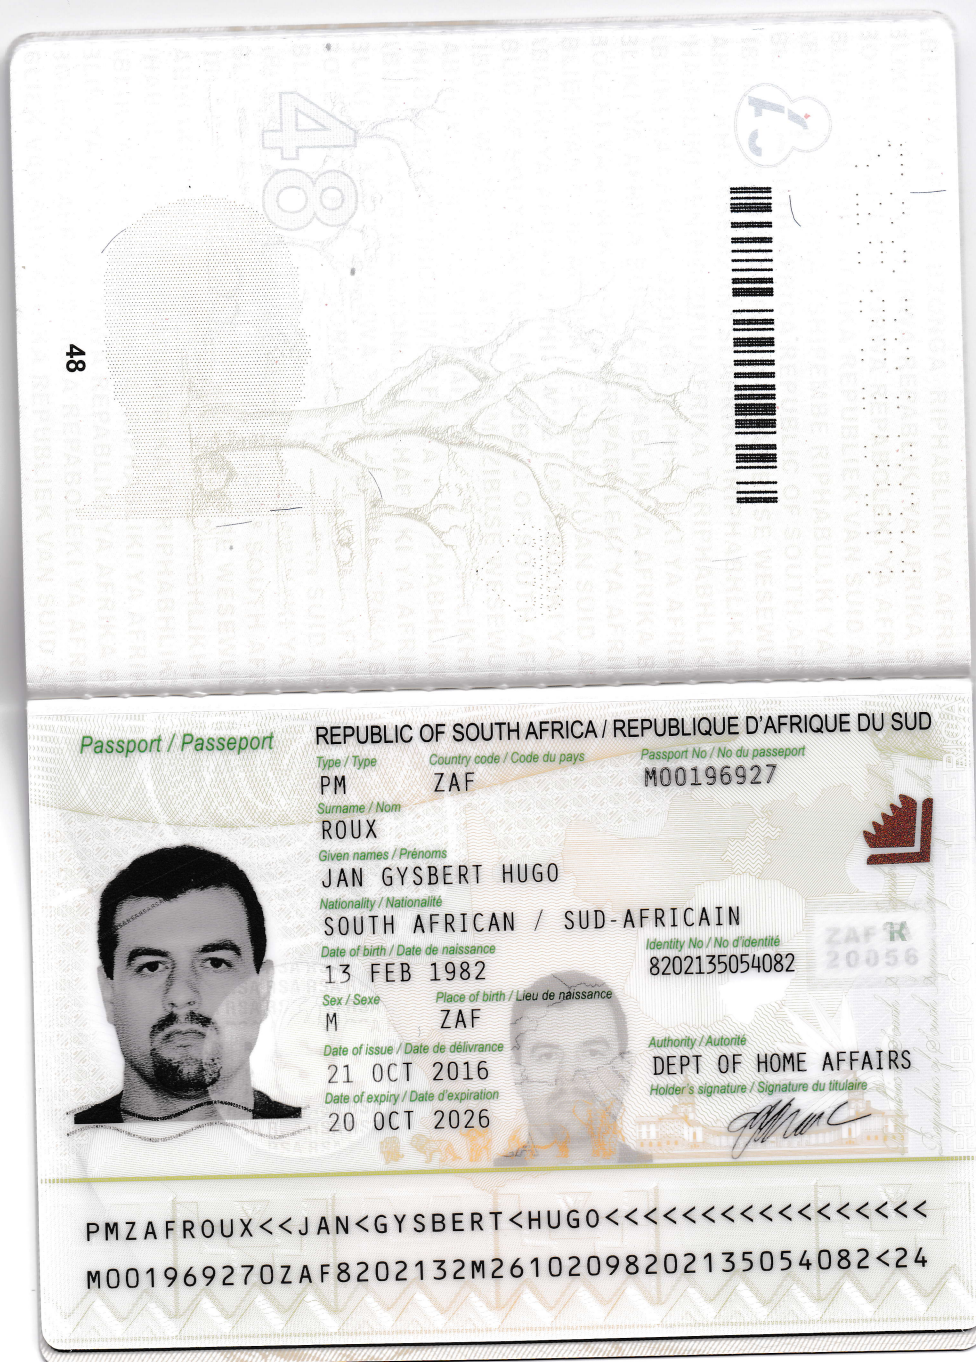 48
48
Passport / Passeport
REPUBLIC OF SOUTH AFRICA / REPUBLIQUE D'AFRIQUE DU SUD
Type / Type Country code / Code du pays Passport No / No du passeport
PM ZAF M00196927
Surname / Nom
ROUX
Given names / Prénoms
JAN GYSBERT HUGO
Nationality / Nationalité
SOUTH AFRICAN / SUD-AFRICAIN
Date of birth / Date de naissance Identity No / No d'identité
13 FEB 1982 8202135054082
Sex / Sexe Place of birth / Lieu de naissance
M ZAF
Date of issue / Date de délivrance Authority / Autorité
21 OCT 2016 DEPT OF HOME AFFAIRS
Date of expiry / Date d'expiration Holder's signature / Signature du titulaire
20 OCT 2026
PMZAFROUX<<JAN<GYSBERT<HUGO<<<<<<<<<<<<<<<<<
M001969270ZAF8202132M26102098202135054082<24